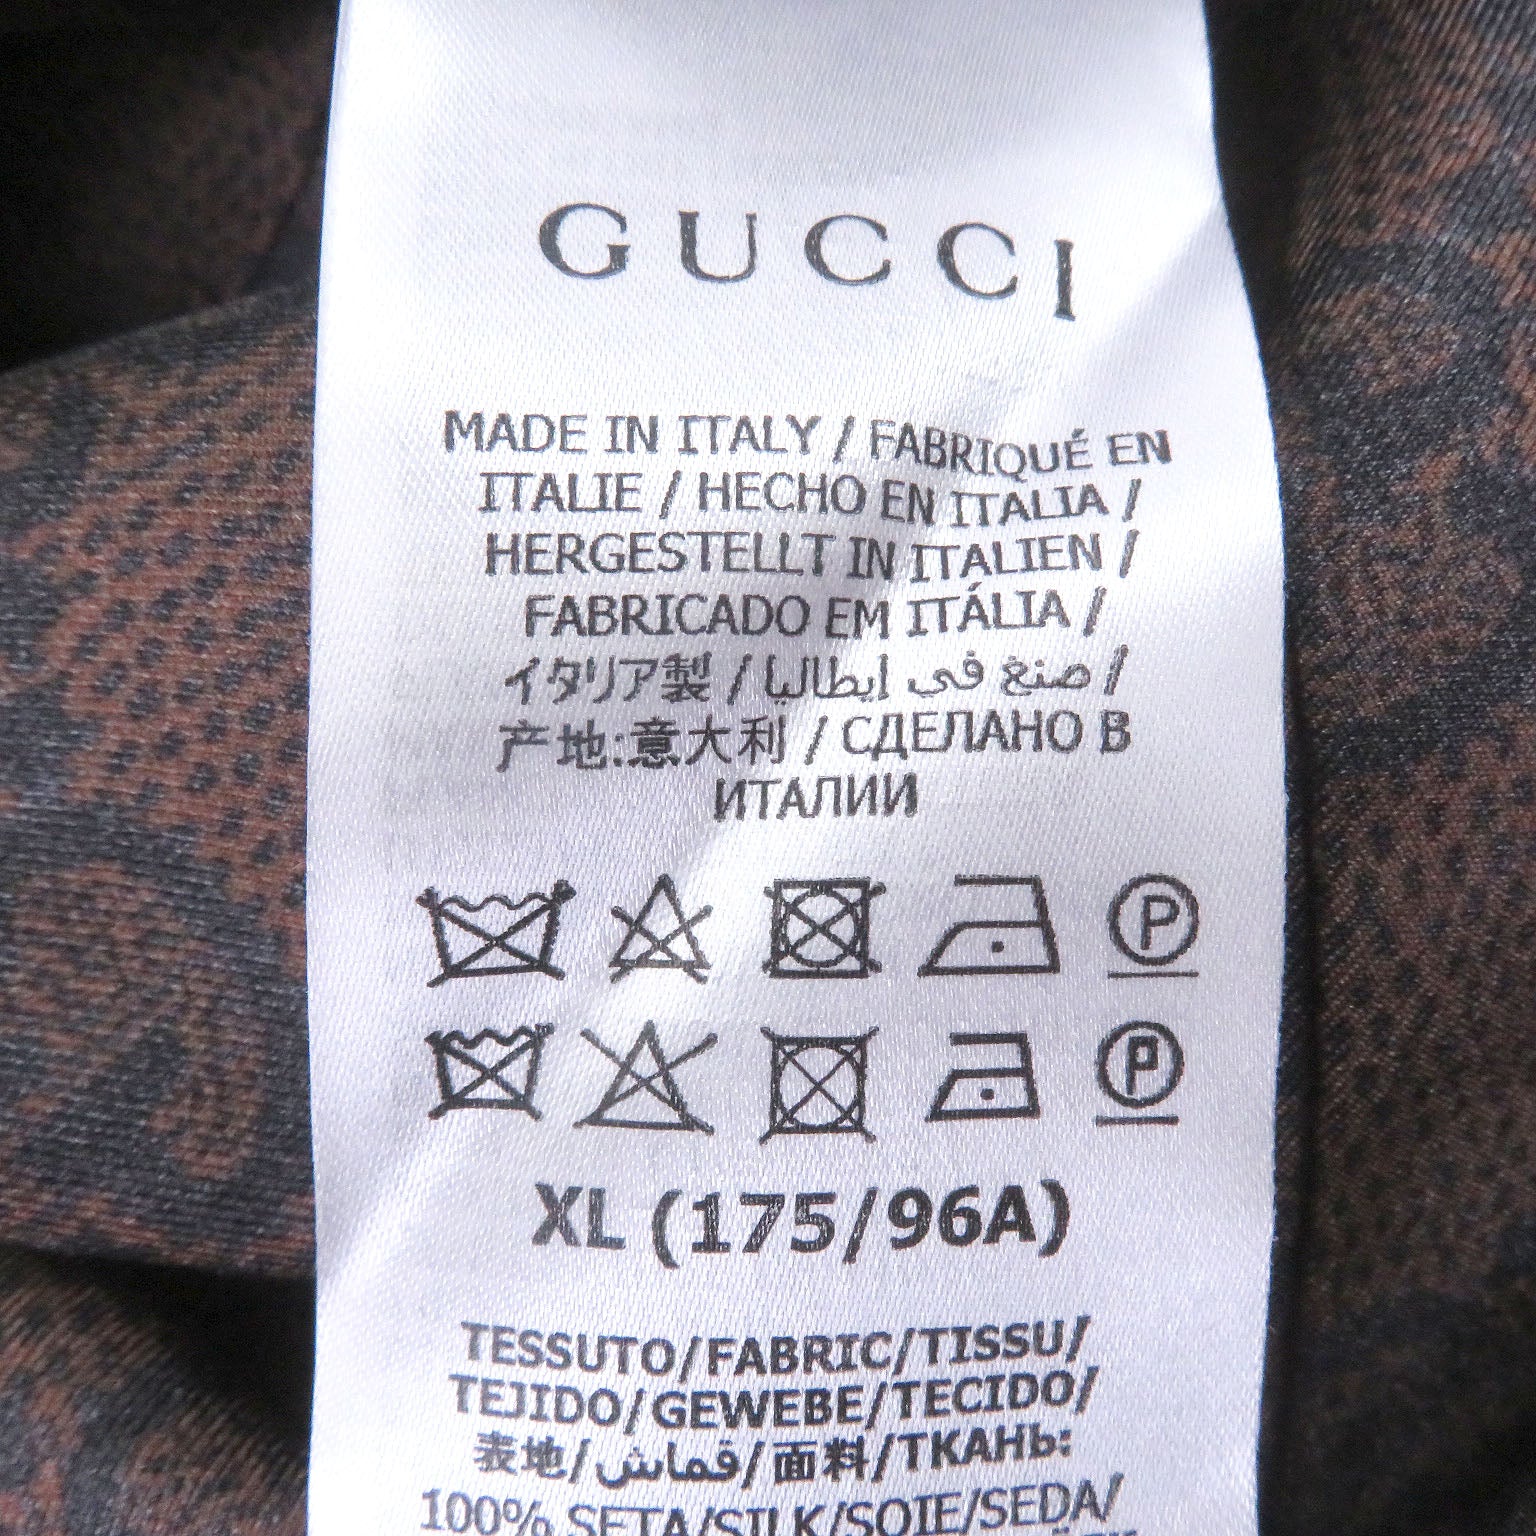 GUCCI
MADE IN ITALY / FABRIQUÉ EN
ITALIE / HECHO EN ITALIA /
HERGESTELLT IN ITALIEN /
FABRICADO EM ITÁLIA /
イタリア製 / صنع في إيطاليا /
产地:意大利 / СДЕЛАНО В
ИТАЛИИ
P
P
XL (175/96A)
TESSUTO/FABRIC/TISSU/
TEJIDO/GEWEBE/TECIDO/
表地/قماش/面料/ТКАНЬ:
100% SETA/SILK/SOIE/SEDA/